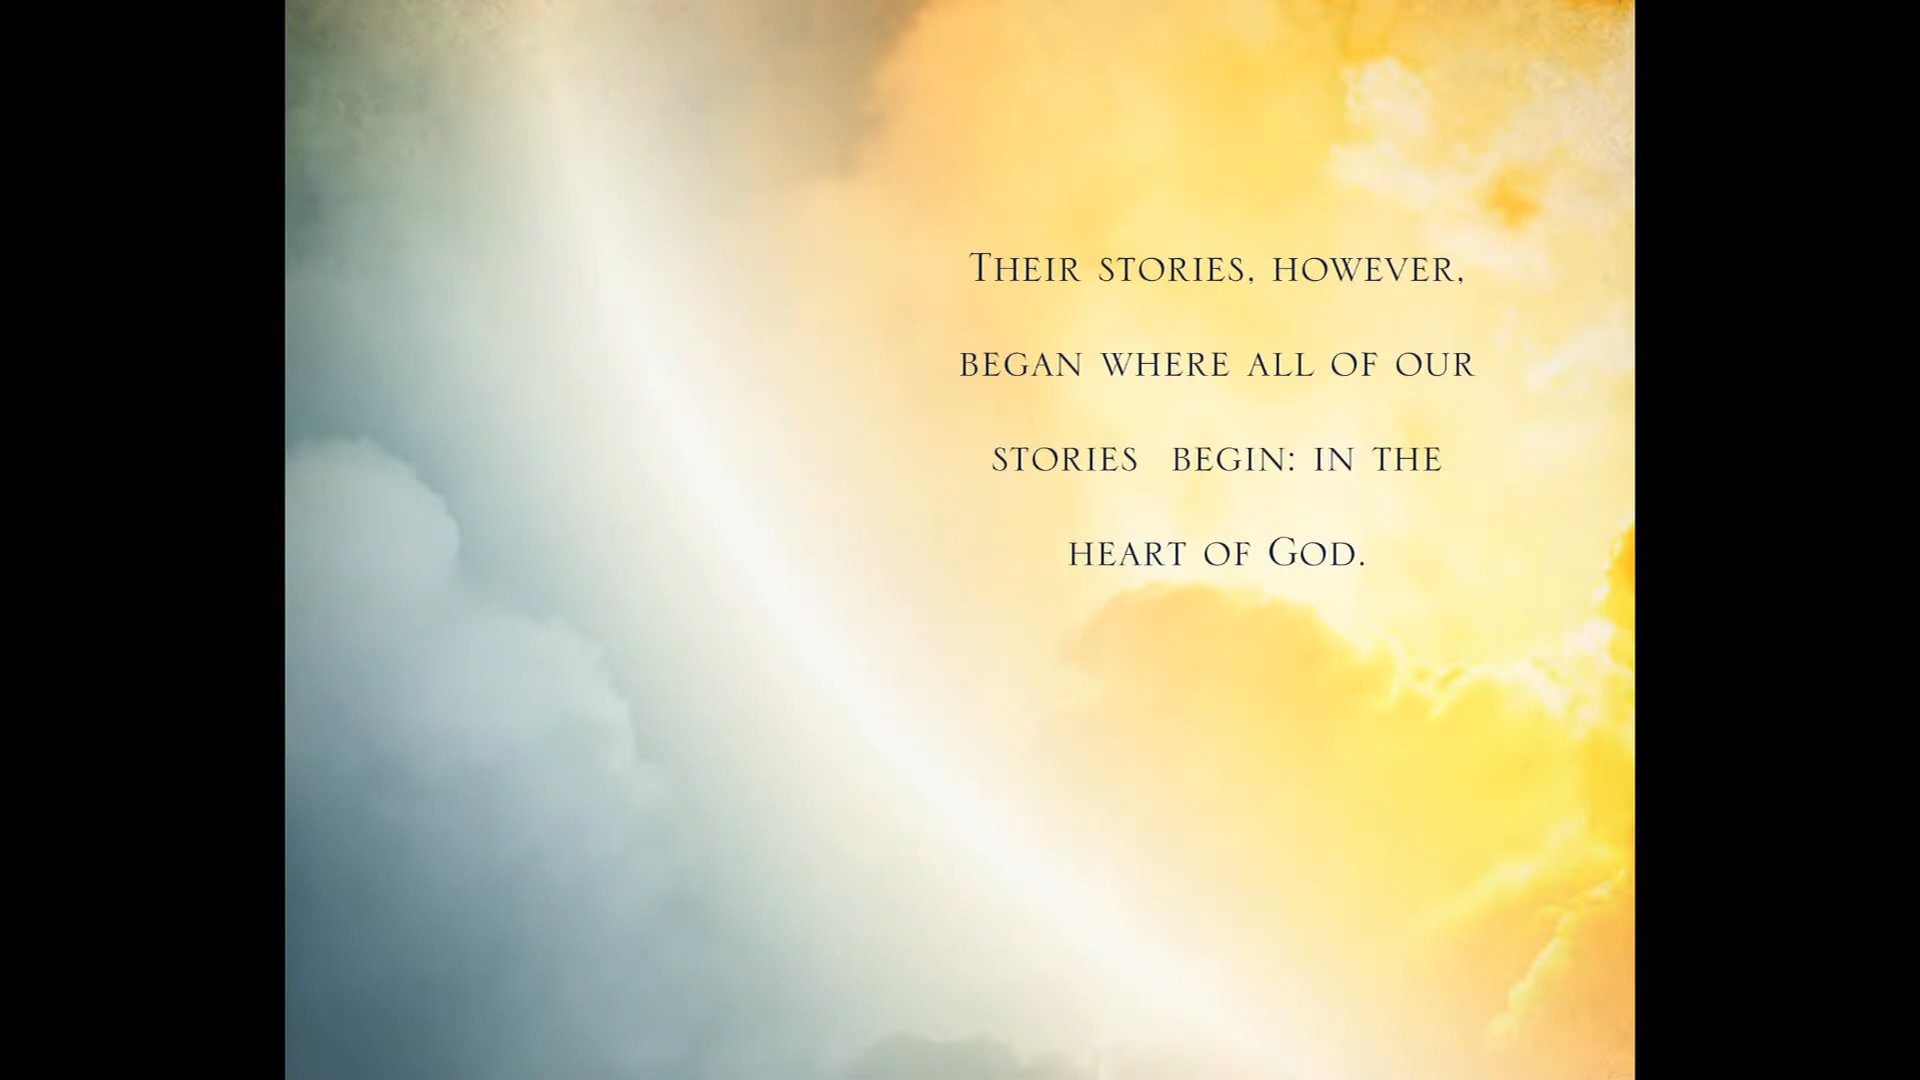 Their stories, however,
began where all of our
stories  begin: in the
heart of God.